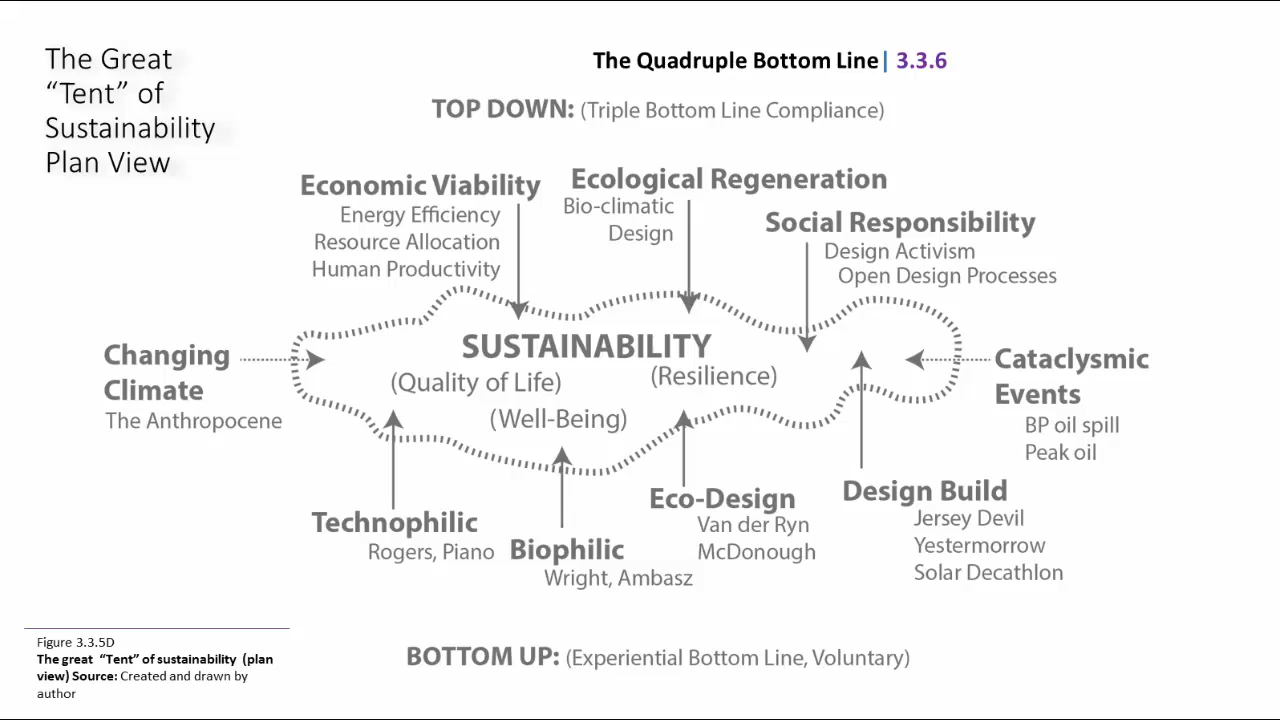 The Great
“Tent” of
Sustainability
Plan View
The Quadruple Bottom Line| 3.3.6
TOP DOWN: (Triple Bottom Line Compliance)
Economic Viability
Energy Efficiency
Resource Allocation
Human Productivity
Ecological Regeneration
Bio-climatic
Design
Social Responsibility
Design Activism
Open Design Processes
Changing
Climate
The Anthropocene
SUSTAINABILITY
(Quality of Life)
(Resilience)
(Well-Being)
Cataclysmic
Events
BP oil spill
Peak oil
Technophilic
Rogers, Piano
Biophilic
Wright, Ambasz
Eco-Design
Van der Ryn
McDonough
Design Build
Jersey Devil
Yestermorrow
Solar Decathlon
BOTTOM UP: (Experiential Bottom Line, Voluntary)
Figure 3.3.5D
The great “Tent” of sustainability (plan
view) Source: Created and drawn by
author